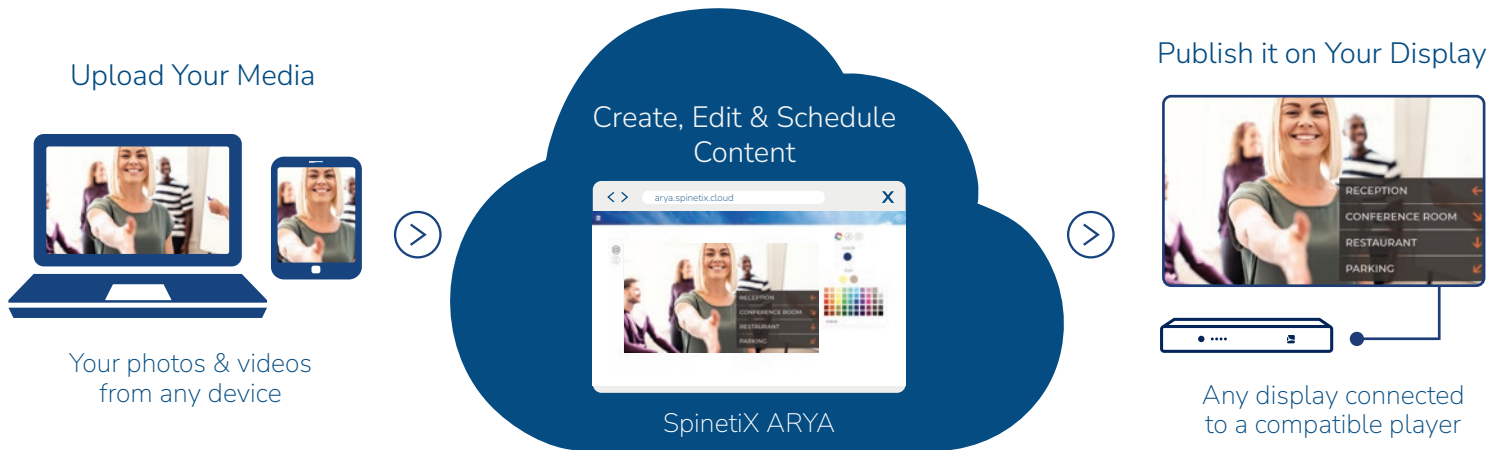 Upload Your Media
Your photos & videos
from any device
Create, Edit & Schedule
Content
arya.spinetix.cloud
X
RECEPTION
CONFERENCE ROOM
RESTAURANT
PARKING
SpinetiX ARYA
Publish it on Your Display
RECEPTION
CONFERENCE ROOM
RESTAURANT
PARKING
Any display connected
to a compatible player